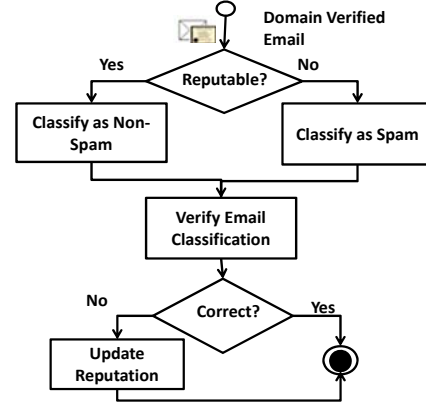 Domain Verified
Email
Yes
Reputable?
No
Classify as Non-
Spam
Classify as Spam
Verify Email
Classification
No
Correct?
Yes
Update
Reputation